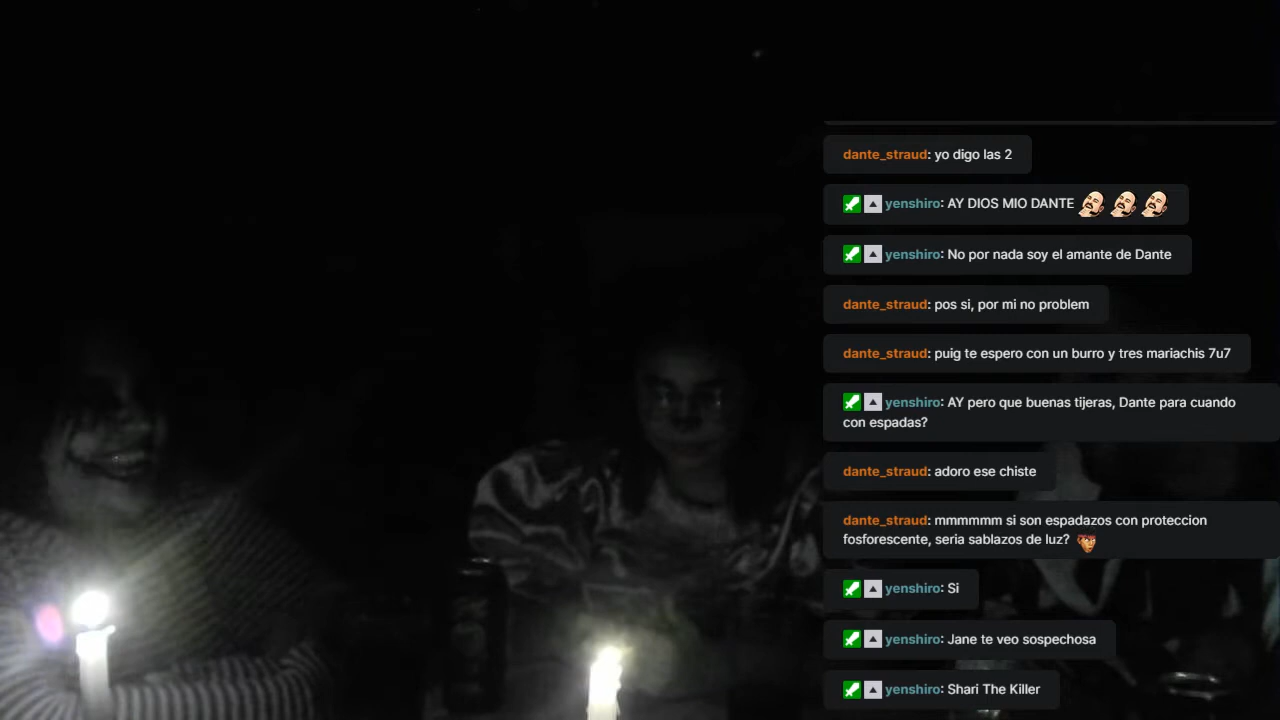 dante_straud: yo digo las 2
yenshiro: AY DIOS MIO DANTE
yenshiro: No por nada soy el amante de Dante
dante_straud: pos si, por mi no problem
dante_straud: puig te espero con un burro y tres mariachis 7u7
yenshiro: AY pero que buenas tijeras, Dante para cuando
con espadas?
dante_straud: adoro ese chiste
dante_straud: mmmmmm si son espadazos con proteccion
fosforescente, seria sablazos de luz?
yenshiro: Si
yenshiro: Jane te veo sospechosa
yenshiro: Shari The Killer